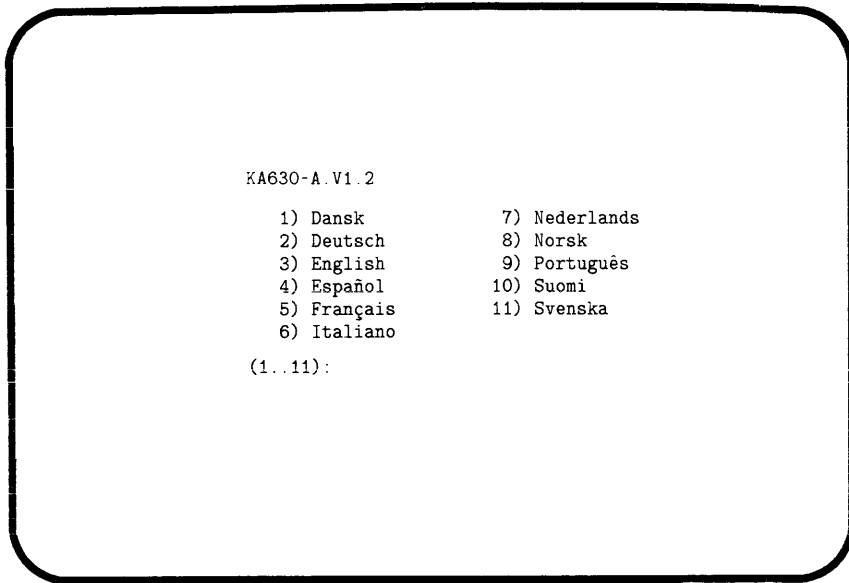 KA630-A.V1.2
1) Dansk 7) Nederlands
2) Deutsch 8) Norsk
3) English 9) Português
4) Español 10) Suomi
5) Français 11) Svenska
6) Italiano
(1..11):